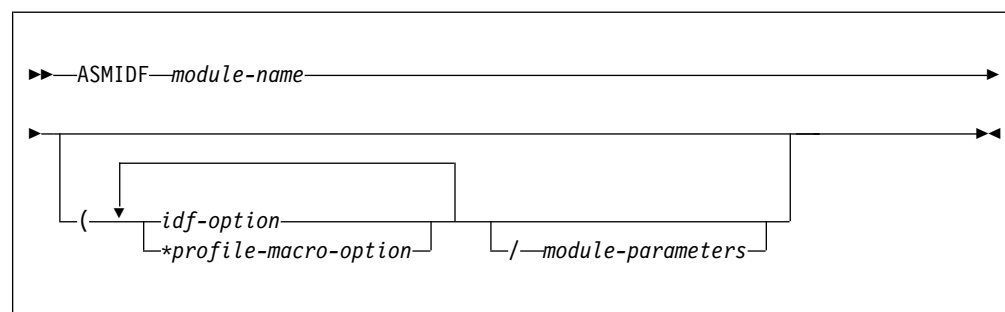 ASMIDF module-name
( idf-option
*profile-macro-option / module-parameters